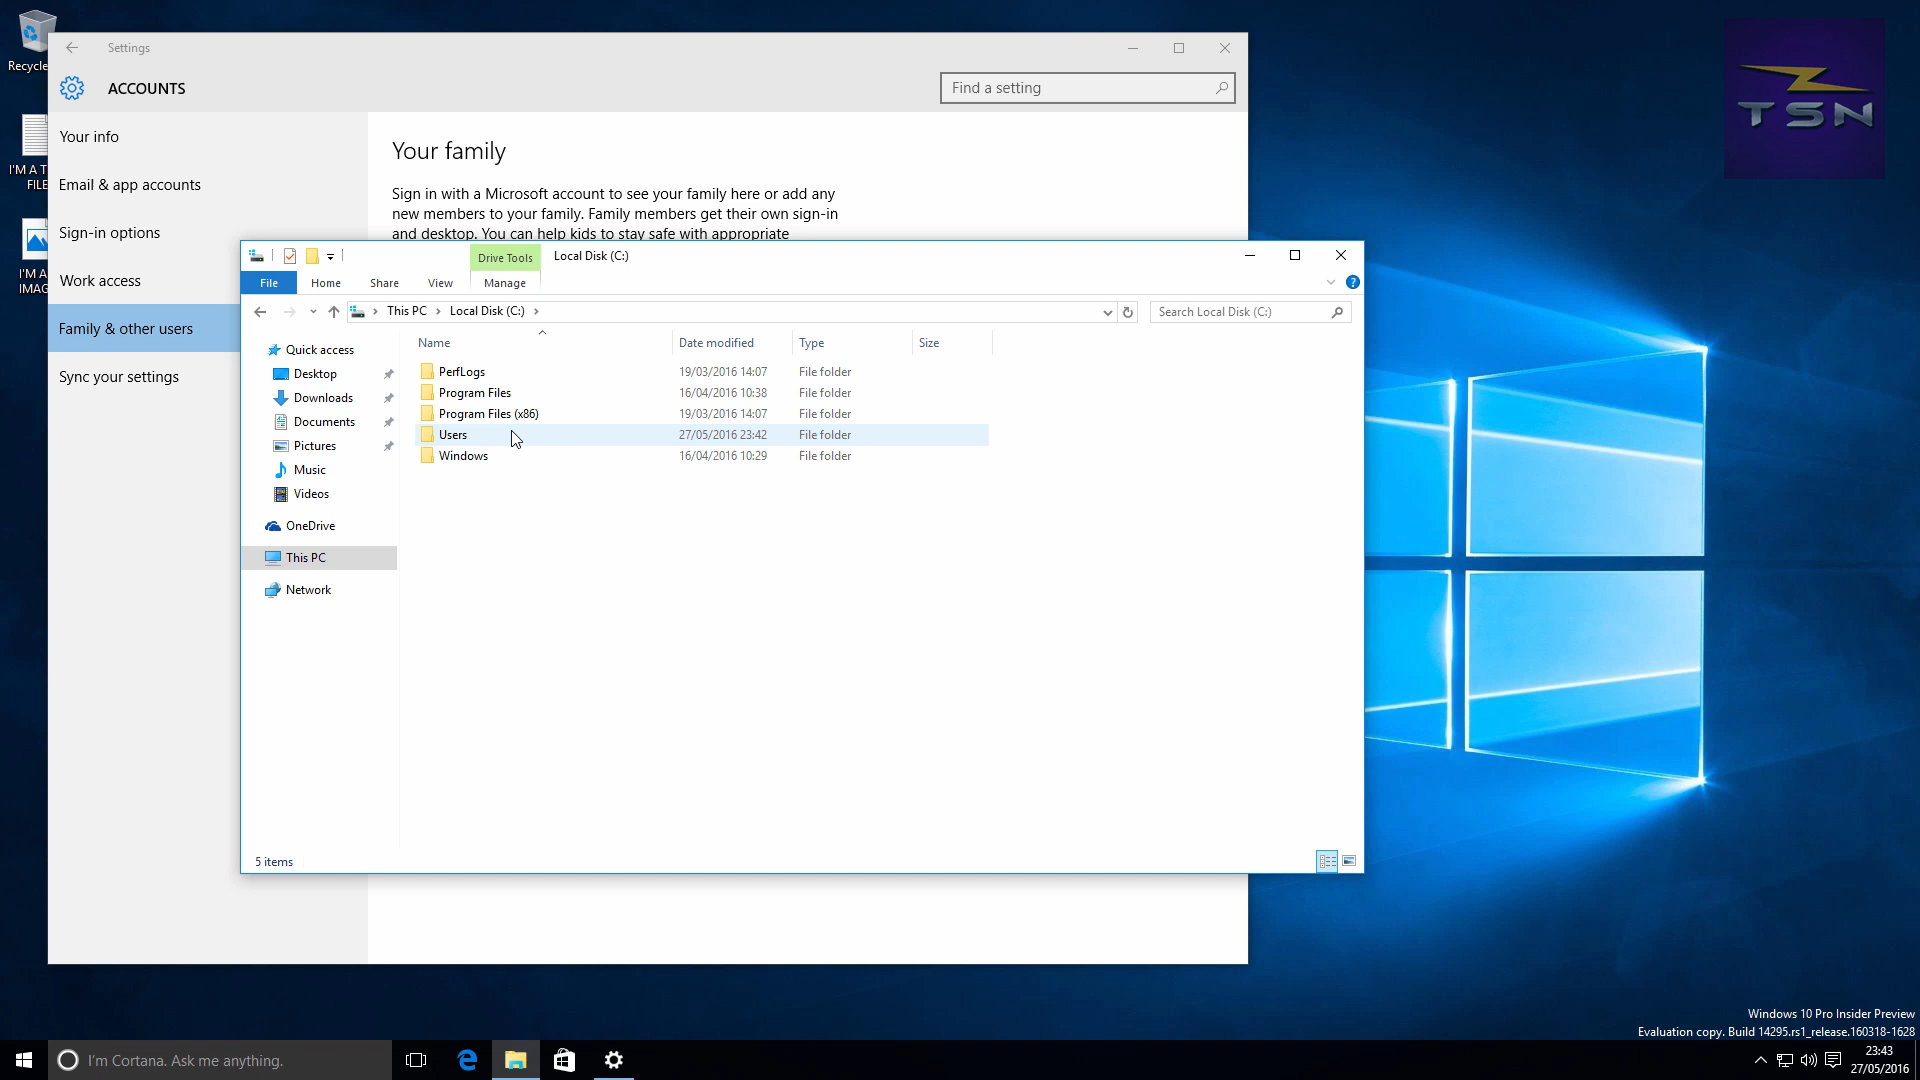 Recycle
I'M A T
FILE
I'M A
IMAG
Settings
ACCOUNTS
Find a setting
Your info
Email & app accounts
Sign-in options
Work access
Family & other users
Sync your settings
Your family
Sign in with a Microsoft account to see your family here or add any
new members to your family. Family members get their own sign-in
and desktop. You can help kids to stay safe with appropriate
Drive Tools
Local Disk (C:)
File
Home
Share
View
Manage
This PC
Local Disk (C:)
Search Local Disk (C:)
Quick access
Desktop
Downloads
Documents
Pictures
Music
Videos
OneDrive
This PC
Network
Name Date modified Type Size
PerfLogs 19/03/2016 14:07 File folder
Program Files 16/04/2016 10:38 File folder
Program Files (x86) 19/03/2016 14:07 File folder
Users 27/05/2016 23:42 File folder
Windows 16/04/2016 10:29 File folder
5 items
TSN
Windows 10 Pro Insider Preview
Evaluation copy. Build 14295.rs1_release.160318-1628
I'm Cortana. Ask me anything.
23:43
27/05/2016